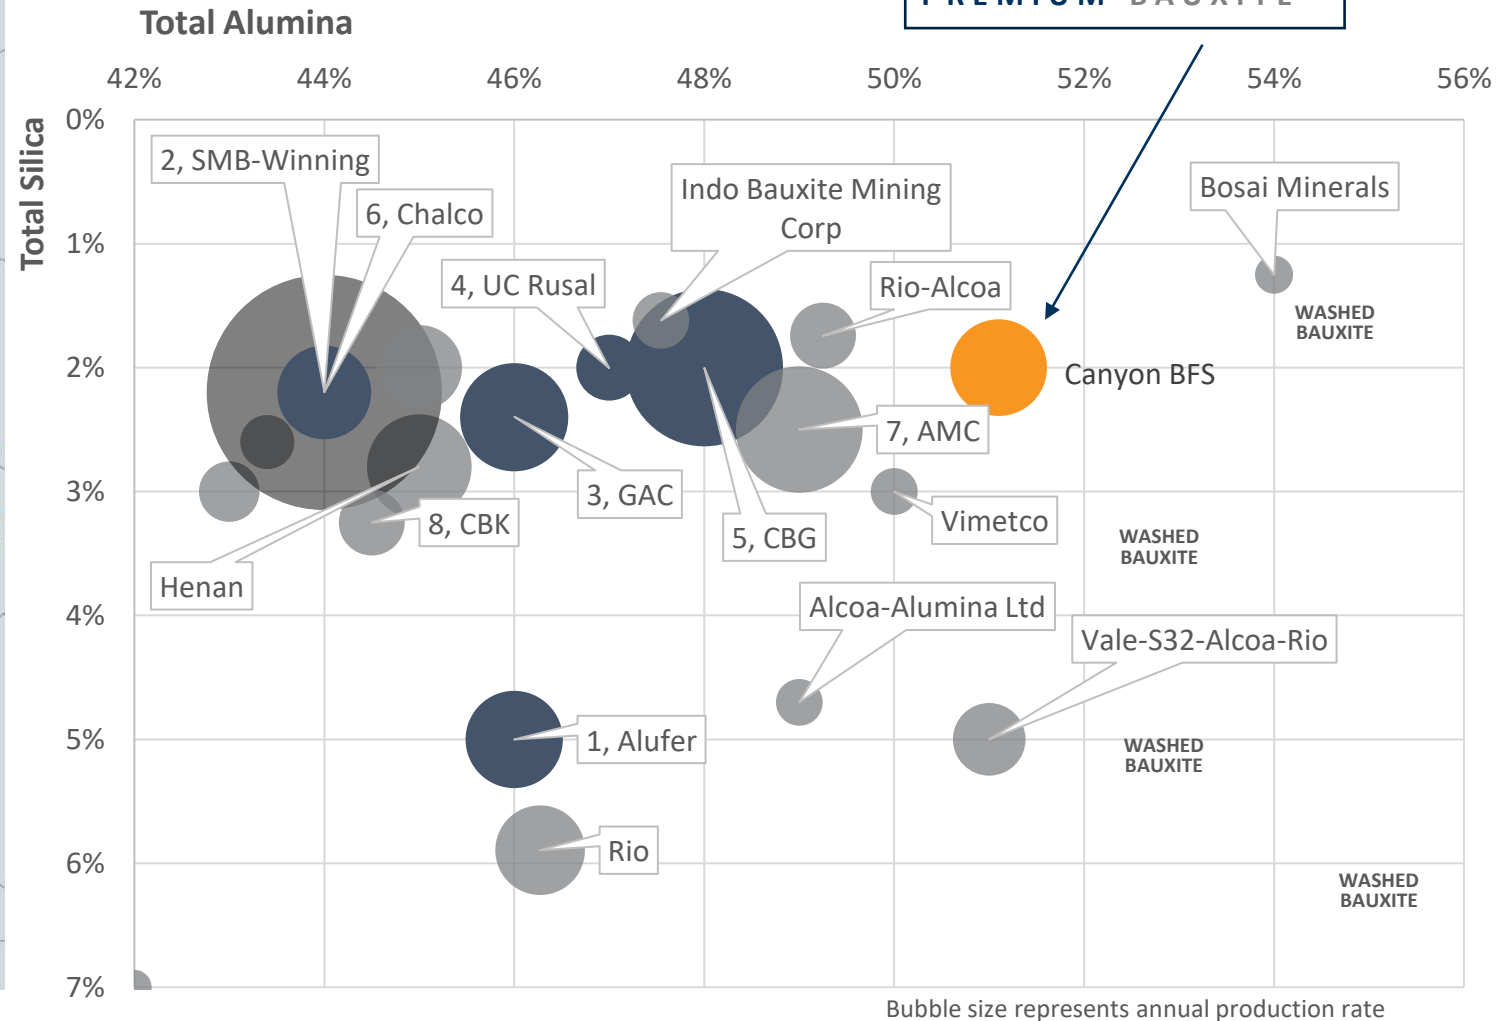 PREMIUM BAUXITE
Total Alumina
42% 44% 46% 48% 50% 52% 54% 56%
Total Silica
0%
1%
2%
3%
4%
5%
6%
7%
2, SMB-Winning
6, Chalco
4, UC Rusal
Indo Bauxite Mining
Corp
Rio-Alcoa
Bosai Minerals
WASHED
BAUXITE
Canyon BFS
7, AMC
3, GAC
5, CBG
Vimetco
8, CBK
Henan
WASHED
BAUXITE
Alcoa-Alumina Ltd
Vale-S32-Alcoa-Rio
1, Alufer
WASHED
BAUXITE
Rio
WASHED
BAUXITE
Bubble size represents annual production rate